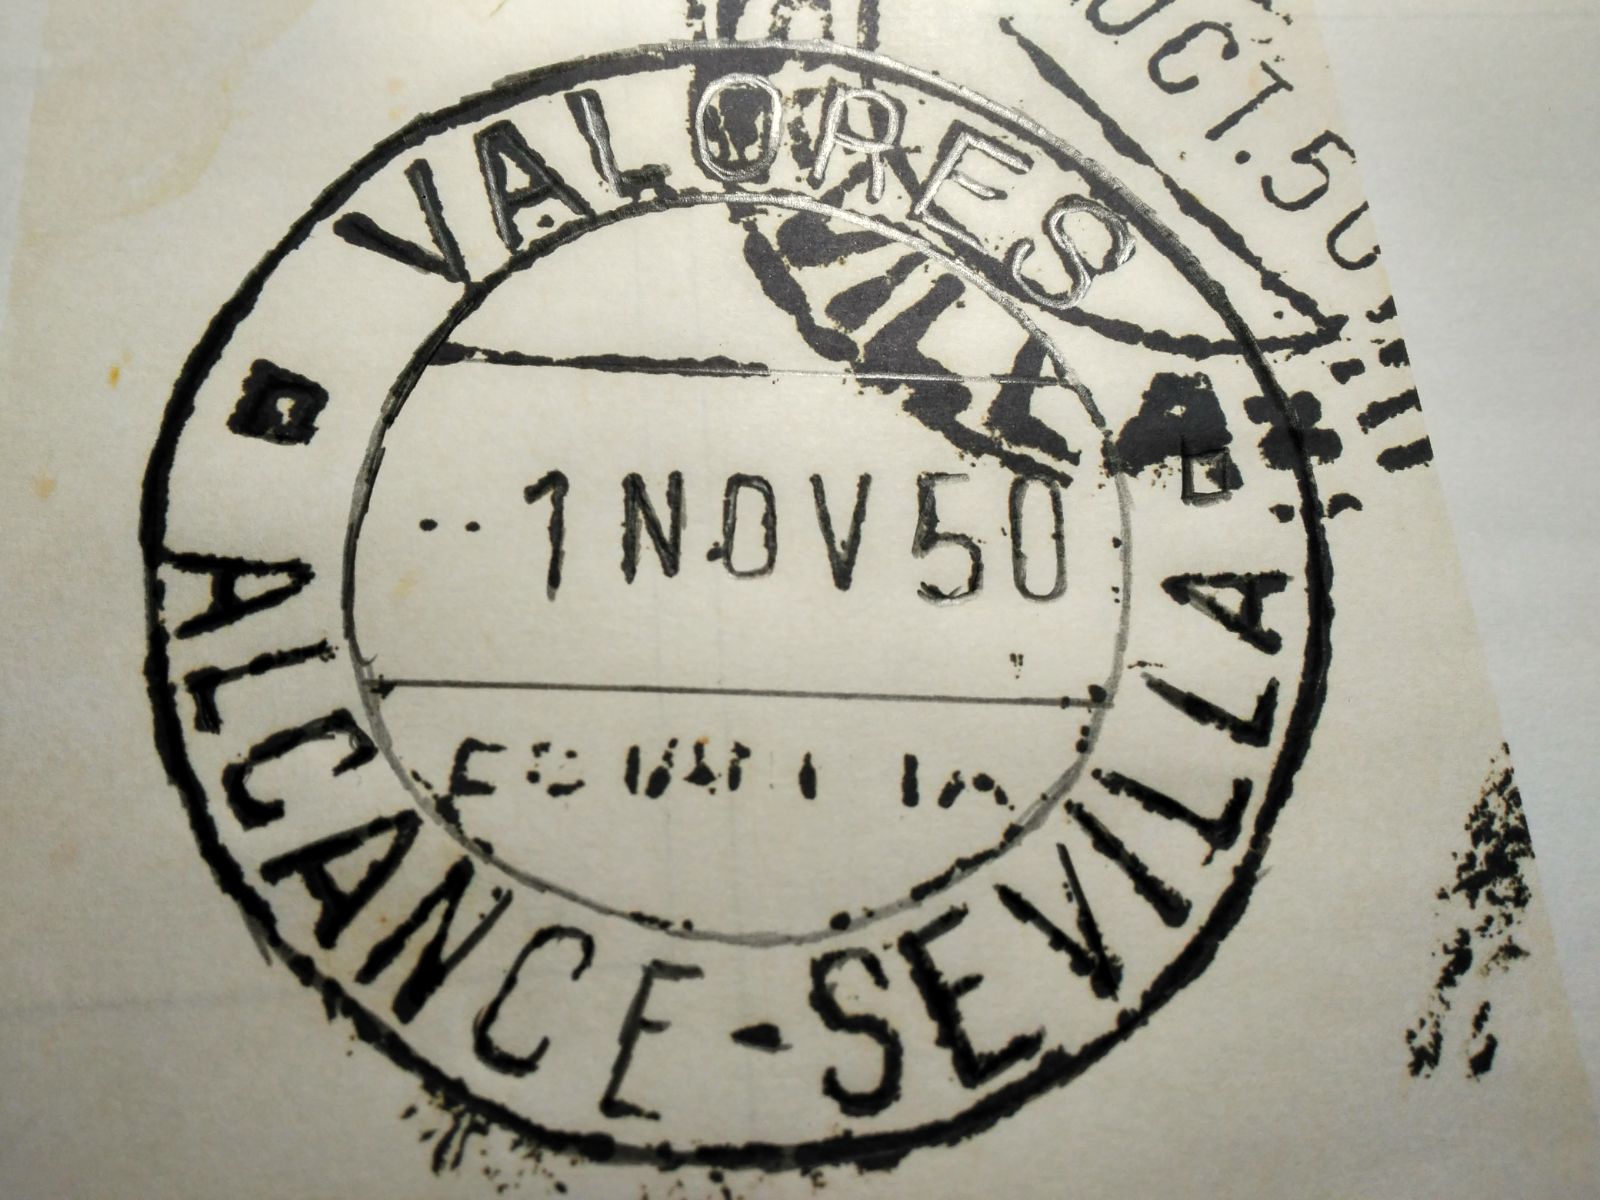 VALORES
OCT.50
1 NOV 50
ALCANCE-SEVILLA